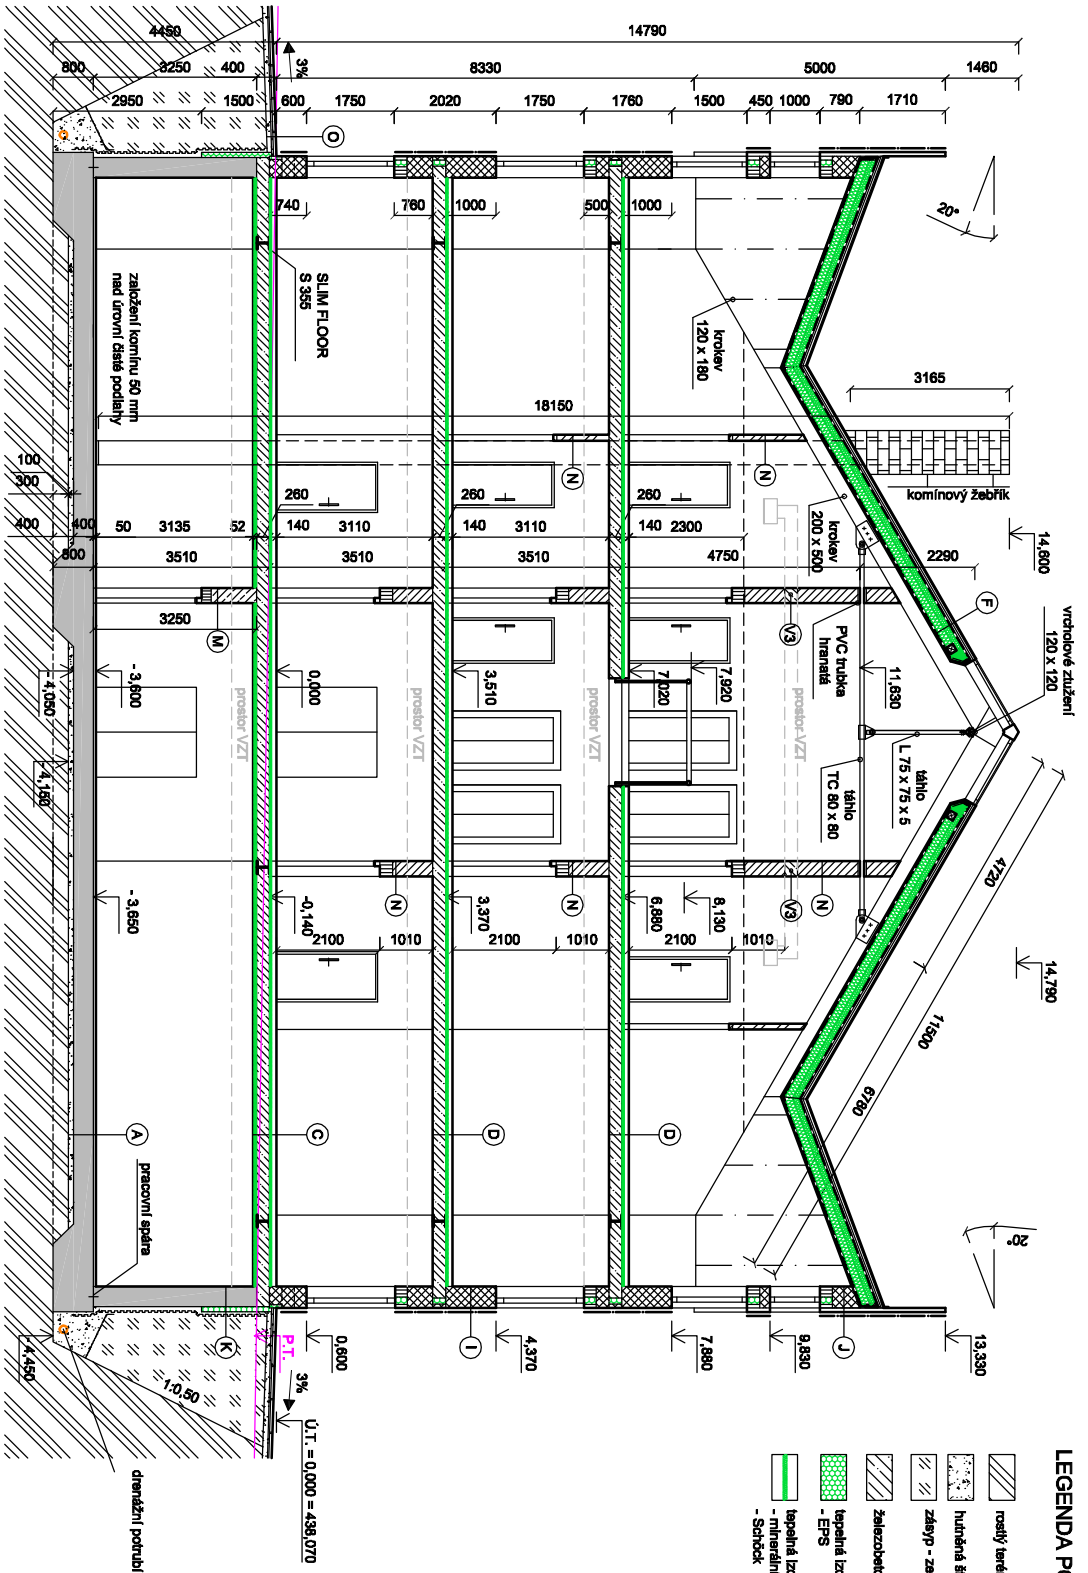 4450
14790
800
3250
400
8330
5000
1460
2950
1500
600
1750
2020
1750
1760
1500
450
1000
790
1710
3%
O
740
760
1000
500
1000
20°
SLIM FLOOR
S 355
krokev
120 x 180
založení komínu 50 mm
nad úrovní čisté podlahy
3165
18150
N
N
komínový žebřík
100
300
400
400
800
50
3135
52
260
140
3110
260
140
3110
260
140
2300
3510
3510
3510
4750
2290
krokev
200 x 500
14,600
3250
M
V3
F
PVC trubka
hranatá
vrcholové ztužení
120 x 120
- 4,050
- 3,600
0,000
3,510
7,020
7,920
11,630
prostor VZT
prostor VZT
prostor VZT
prostor VZT
- 4,150
táhlo
L 75 x 75 x 5
táhlo
TC 80 x 80
- 3,650
-0,140
N
3,370
N
6,880
8,130
V3
N
4720
2100
1010
2100
1010
2100
1010
14,790
11500
6780
A
C
D
D
pracovní spára
20°
K
P.T.
0,600
I
4,370
7,880
9,830
J
13,330
- 4,450
1:0,50
3%
Ú.T. = 0,000 = 438,070
drenážní potrubí
LEGENDA
rostlý
hutněná
zásyp -
tepelná
- EPS
tepelná
- Schöck